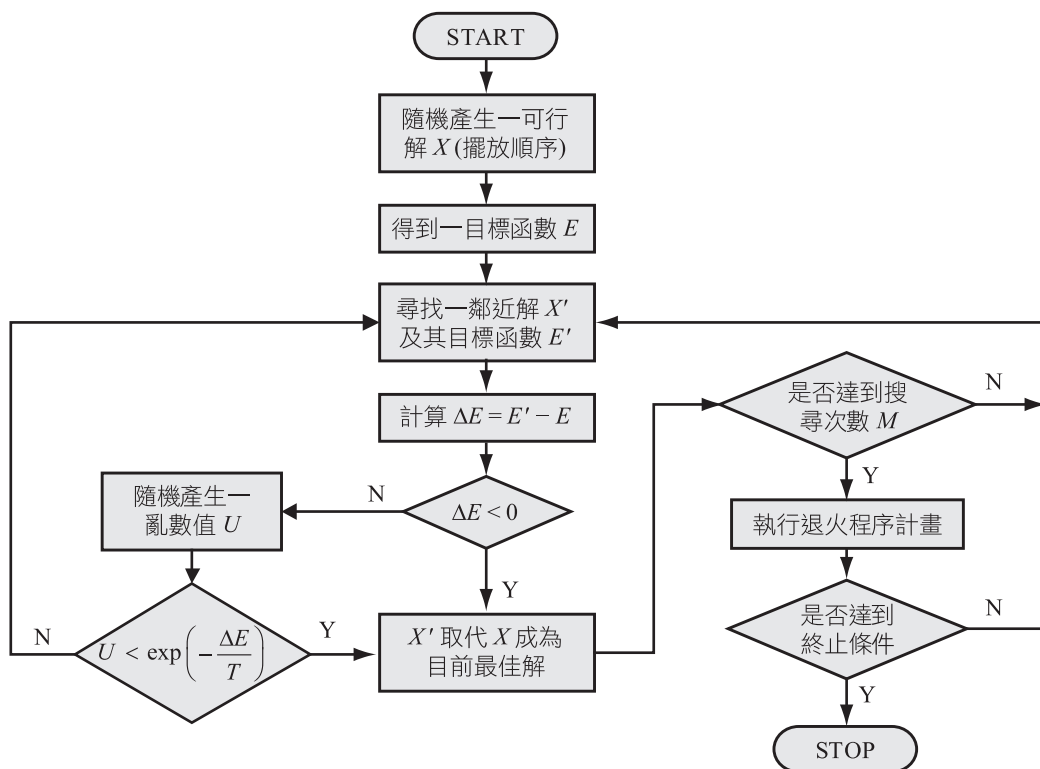 START
隨機產生一可行
解 X (擺放順序)
得到一目標函數 E
尋找一鄰近解 X′
及其目標函數 E′
計算 ΔE = E′ − E
ΔE < 0
N
Y
隨機產生一
亂數值 U
U < exp(−ΔE/T)
N
Y
X′ 取代 X 成為
目前最佳解
是否達到搜
尋次數 M
N
Y
執行退火程序計畫
是否達到
終止條件
N
Y
STOP